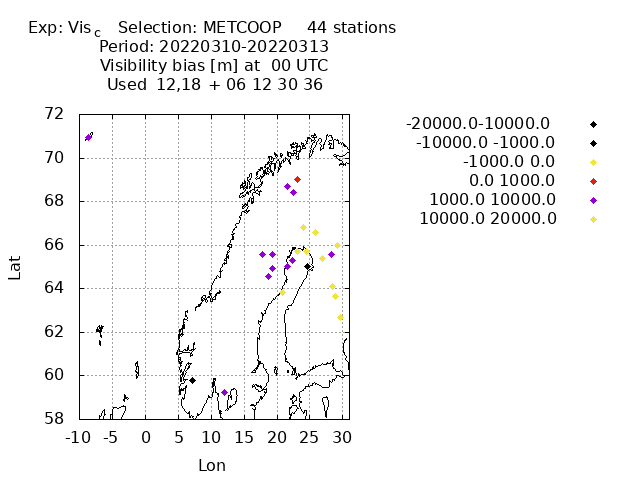 Exp: Vis c Selection: METCOOP 44 stations
Period: 20220310-20220313
Visibility bias [m] at 00 UTC
Used 12,18 + 06 12 30 36
-20000.0-10000.0
-10000.0 -1000.0
-1000.0 0.0
0.0 1000.0
1000.0 10000.0
10000.0 20000.0
72
70
68
66
64
62
60
58
Lat
-10 -5 0 5 10 15 20 25 30
Lon